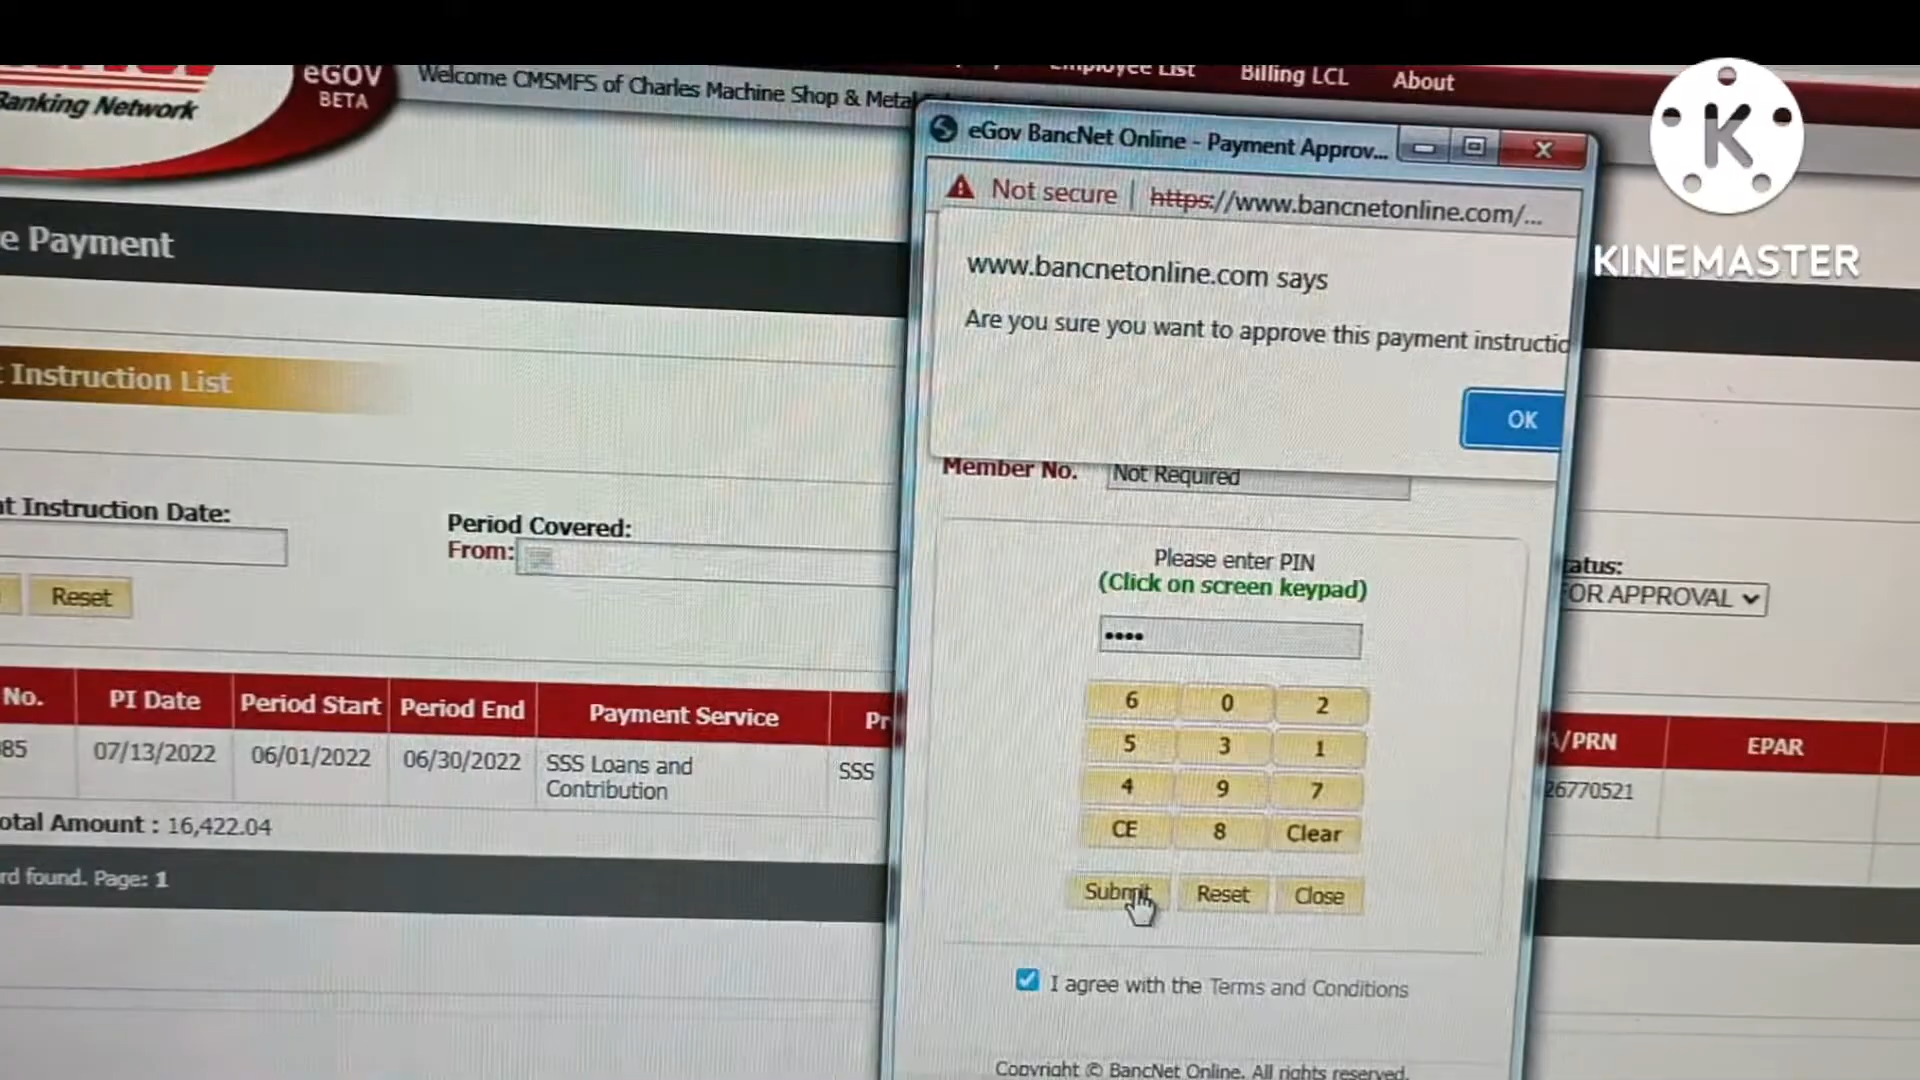 Banking Network
eGOV
BETA
Welcome CMSMFS of Charles Machine Shop & Metal
Employee List
Billing LCL
About
eGov BancNet Online - Payment Approv...
Not secure
https://www.bancnetonline.com/...
www.bancnetonline.com says
Are you sure you want to approve this payment instructio
OK
K
KINEMASTER
e Payment
t Instruction List
t Instruction Date:
Period Covered:
From:
Reset
Member No.
Not Required
Please enter PIN
(Click on screen keypad)
••••
6 0 2
5 3 1
4 9 7
CE 8 Clear
Submit Reset Close
I agree with the Terms and Conditions
Copyright © BancNet Online. All rights reserved.
atus:
OR APPROVAL
No. PI Date Period Start Period End Payment Service Pr
/PRN EPAR
85 07/13/2022 06/01/2022 06/30/2022 SSS Loans and
Contribution
SSS
26770521
otal Amount : 16,422.04
rd found. Page: 1